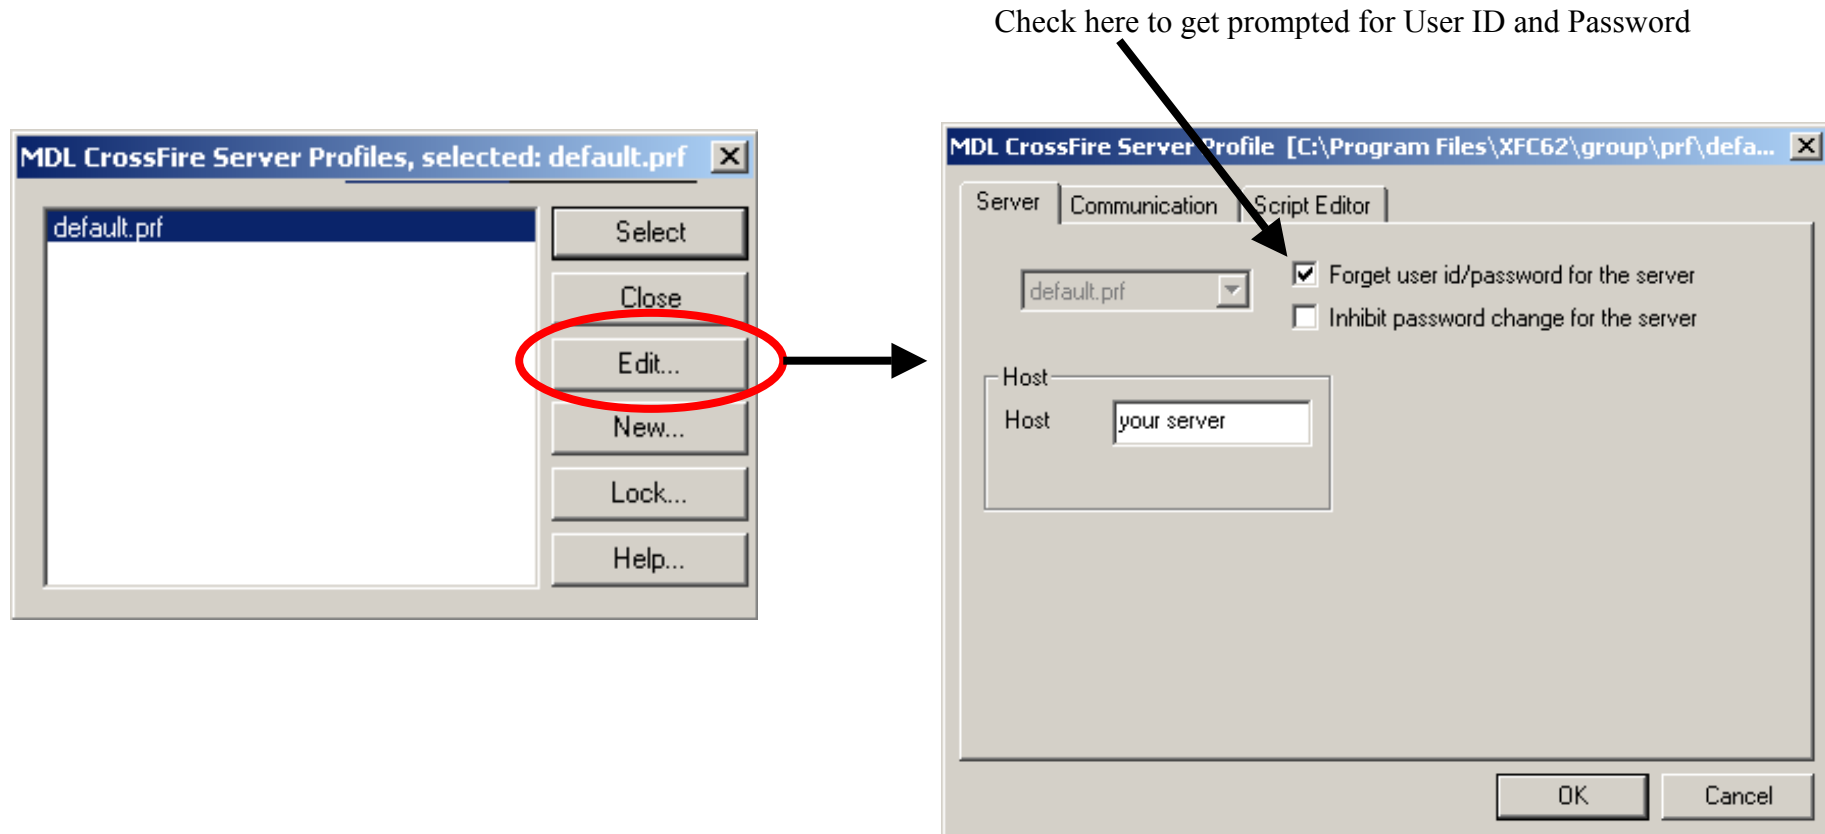 Check here to get prompted for User ID and Password
MDL CrossFire Server Profiles, selected: default.prf
default.prf
Select
Close
Edit...
New...
Lock...
Help...
MDL CrossFire Server Profile [C:\Program Files\XFC62\group\prf\defa...
Server
Communication
Script Editor
default.prf
Forget user id/password for the server
Inhibit password change for the server
Host
Host
your server
OK
Cancel